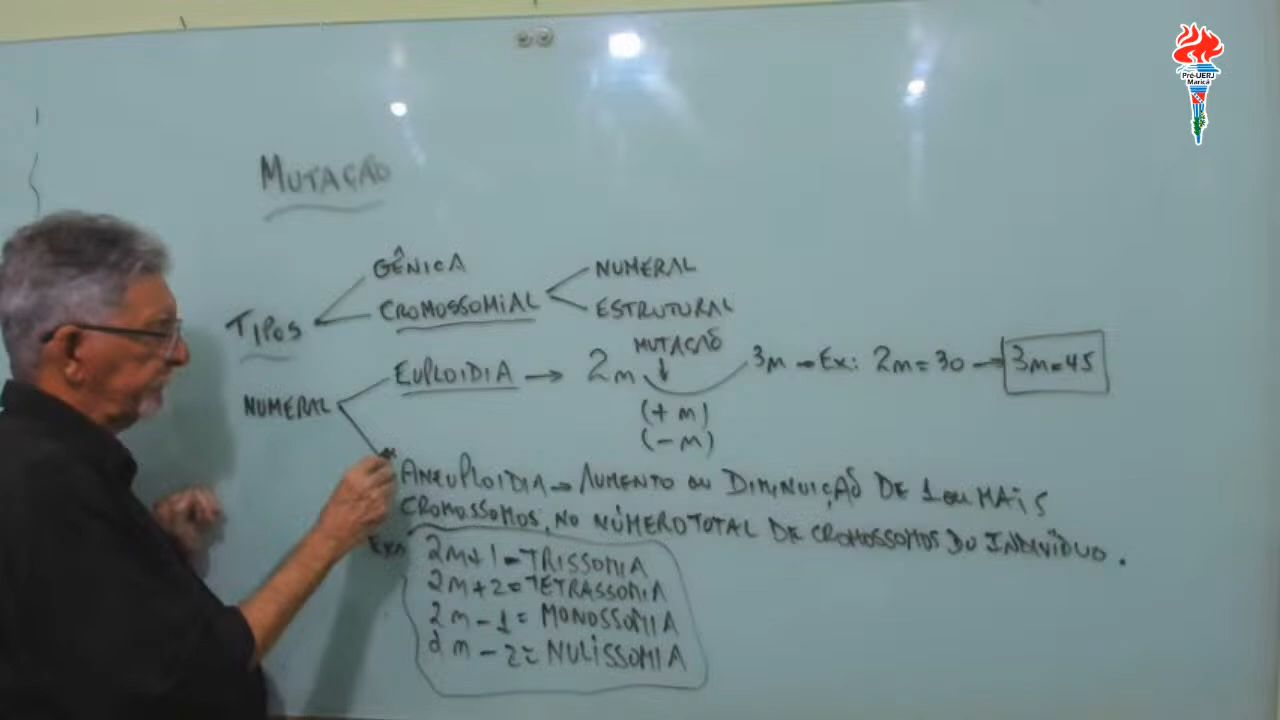 Pré-UERJ
Maricá
MUTAÇÃO
TIPOS
GÊNICA
CROMOSSOMIAL
NUMERAL
ESTRUTURAL
NUMERAL
EUPLOIDIA → 2m
MUTAÇÃO
3m → Ex: 2m = 30 → 3m = 45
(+ m)
(- m)
ANEUPLOIDIA → AUMENTO OU DIMINUIÇÃO DE 1 OU MAIS
CROMOSSOMOS, NO NÚMERO TOTAL DE CROMOSSOMOS DO INDIVÍDUO.
2m + 1 = TRISSOMIA
2m + 2 = TETRASSOMIA
2m - 1 = MONOSSOMIA
2m - 2 = NULISSOMIA